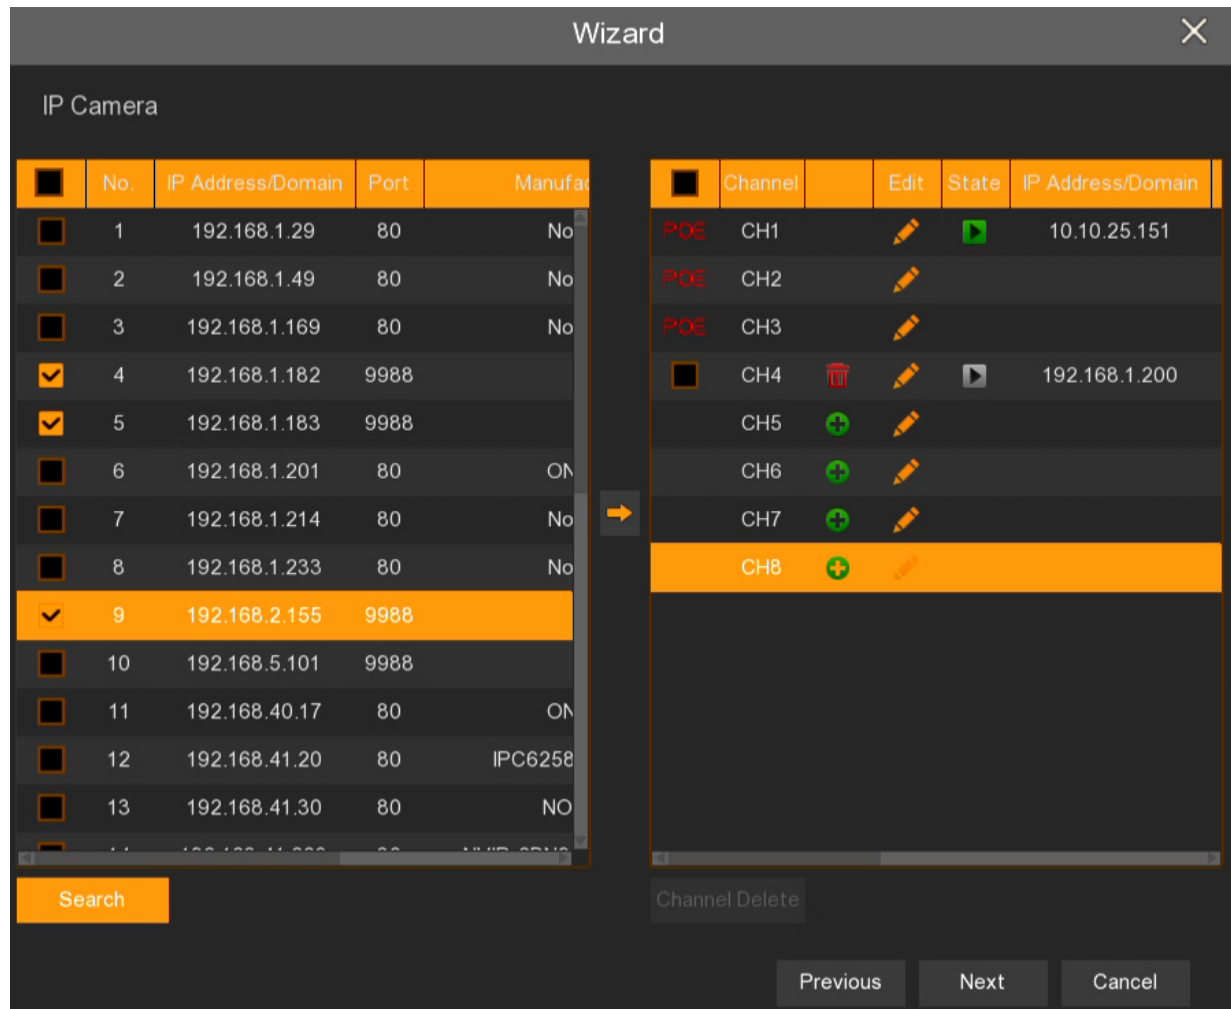 Wizard
IP Camera
No. IP Address/Domain Port Manufac
1 192.168.1.29 80 No
2 192.168.1.49 80 No
3 192.168.1.169 80 No
4 192.168.1.182 9988
5 192.168.1.183 9988
6 192.168.1.201 80 ON
7 192.168.1.214 80 No
8 192.168.1.233 80 No
9 192.168.2.155 9988
10 192.168.5.101 9988
11 192.168.40.17 80 ON
12 192.168.41.20 80 IPC6258
13 192.168.41.30 80 NO
Search
Channel Edit State IP Address/Domain
POE CH1 10.10.25.151
POE CH2
POE CH3
CH4 192.168.1.200
CH5
CH6
CH7
CH8
Channel Delete
Previous Next Cancel